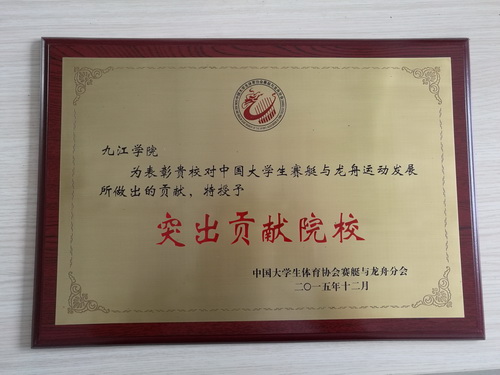 九江学院
为表彰贵校对中国大学生赛艇与龙舟运动发展
所做出的贡献，特授予
突出贡献院校
中国大学生体育协会赛艇与龙舟分会
二〇一五年十二月